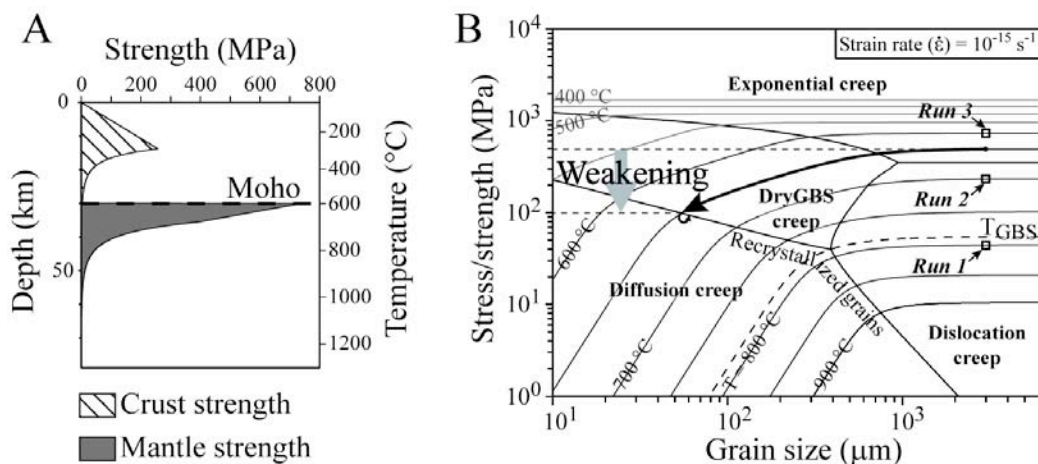 A
Strength (MPa)
0 200 400 600 800
0
50
Depth (km)
Moho
200
400
600
800
1000
1200
Temperature (°C)
Crust strength
Mantle strength
B
Strain rate (ε̇) = 10⁻¹⁵ s⁻¹
Exponential creep
400 °C
500 °C
Run 3
Weakening
DryGBS
creep
Run 2
T_GBS
600 °C
Recrystallized grains
Run 1
Diffusion creep
700 °C
T = 800 °C
900 °C
Dislocation
creep
10⁴
10³
10²
10¹
10⁰
Stress/strength (MPa)
10¹ 10² 10³
Grain size (μm)